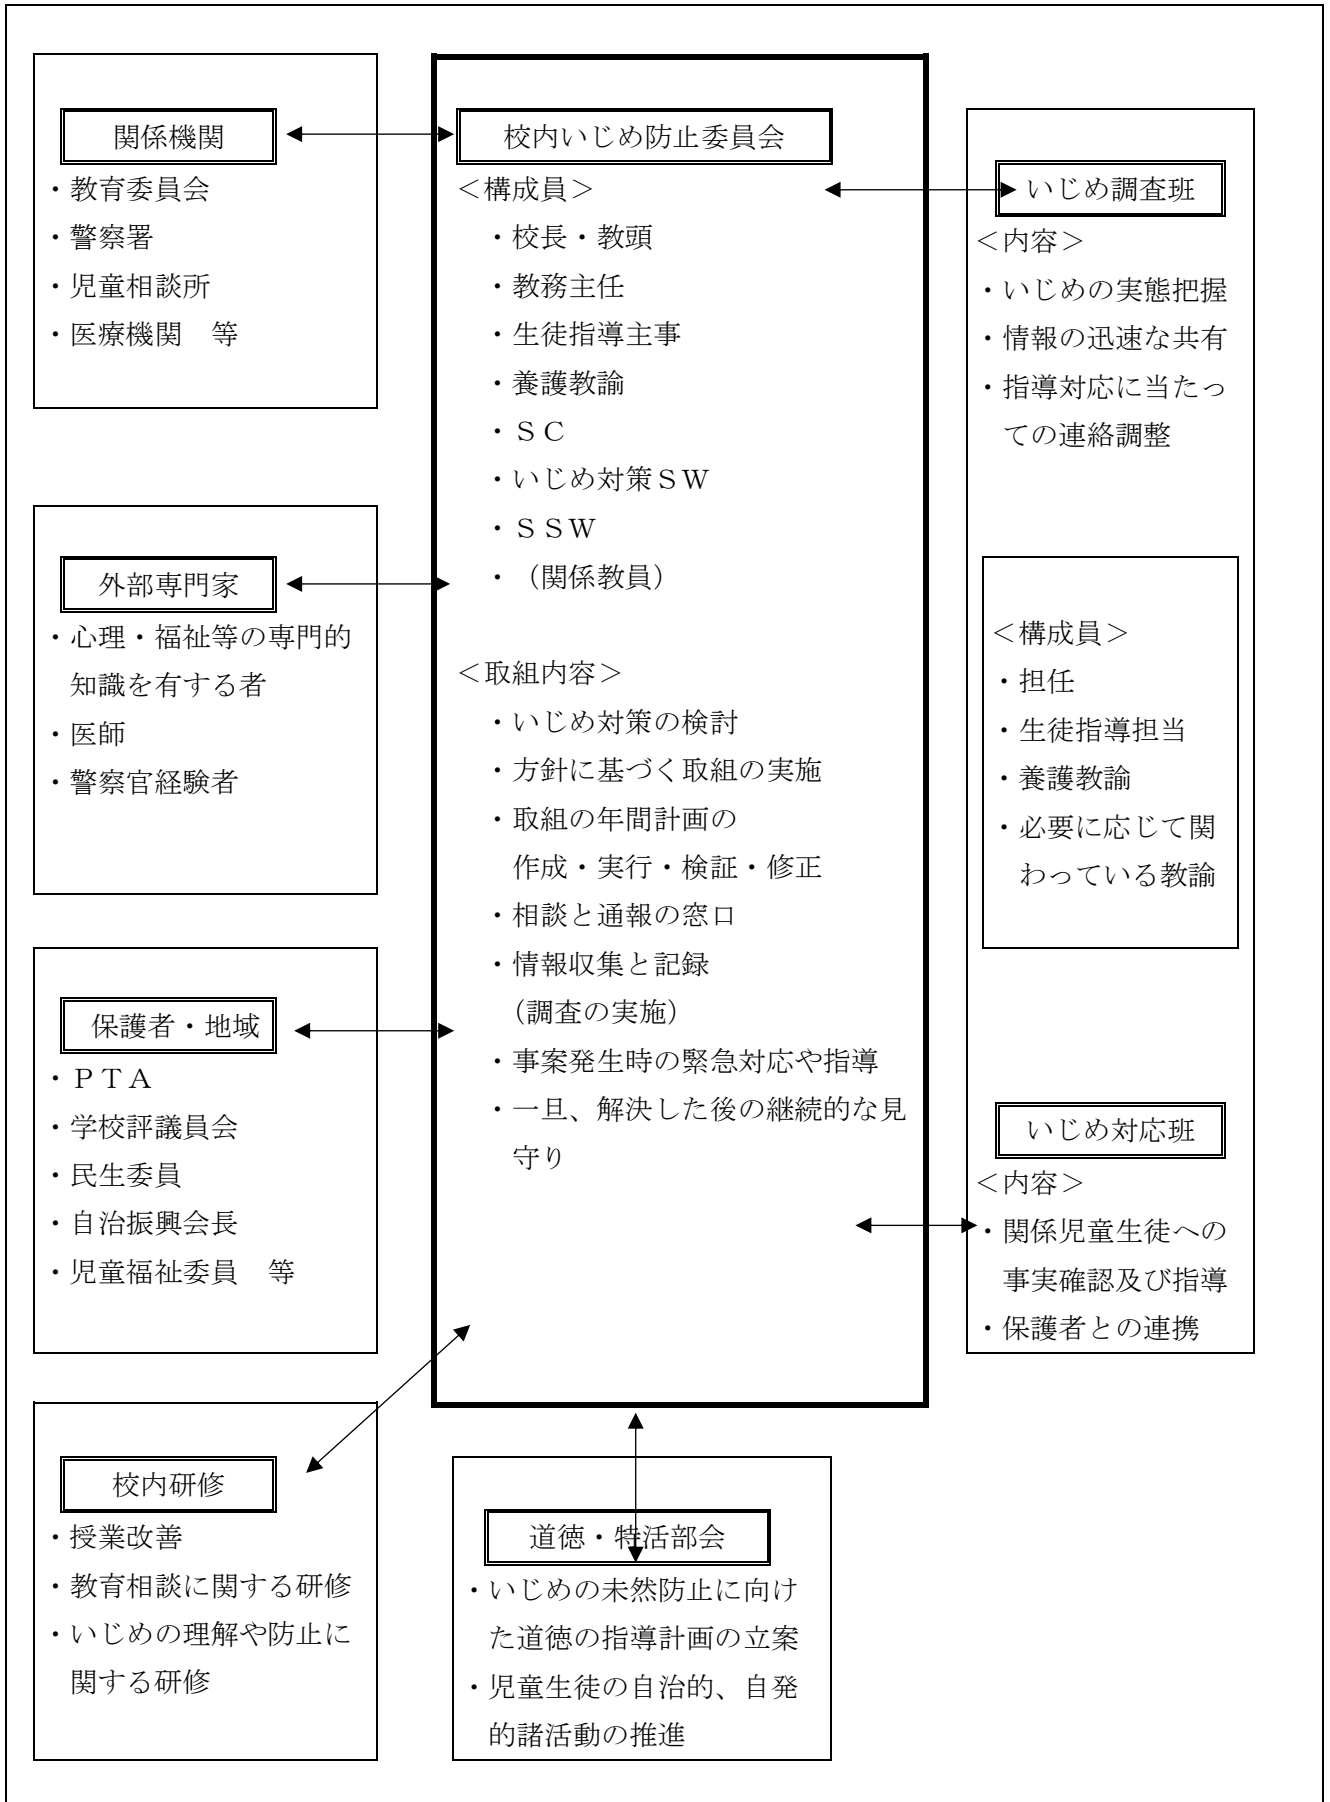 関係機関
・教育委員会
・警察署
・児童相談所
・医療機関　等
外部専門家
・心理・福祉等の専門的
知識を有する者
・医師
・警察官経験者
保護者・地域
・ＰＴＡ
・学校評議員会
・民生委員
・自治振興会長
・児童福祉委員　等
校内研修
・授業改善
・教育相談に関する研修
・いじめの理解や防止に
関する研修
校内いじめ防止委員会
＜構成員＞
・校長・教頭
・教務主任
・生徒指導主事
・養護教諭
・ＳＣ
・いじめ対策ＳＷ
・ＳＳＷ
・（関係教員）
＜取組内容＞
・いじめ対策の検討
・方針に基づく取組の実施
・取組の年間計画の
作成・実行・検証・修正
・相談と通報の窓口
・情報収集と記録
（調査の実施）
・事案発生時の緊急対応や指導
・一旦、解決した後の継続的な見
守り
道徳・特活部会
・いじめの未然防止に向け
た道徳の指導計画の立案
・児童生徒の自治的、自発
的諸活動の推進
いじめ調査班
＜内容＞
・いじめの実態把握
・情報の迅速な共有
・指導対応に当たっ
ての連絡調整
＜構成員＞
・担任
・生徒指導担当
・養護教諭
・必要に応じて関
わっている教諭
いじめ対応班
＜内容＞
・関係児童生徒への
事実確認及び指導
・保護者との連携